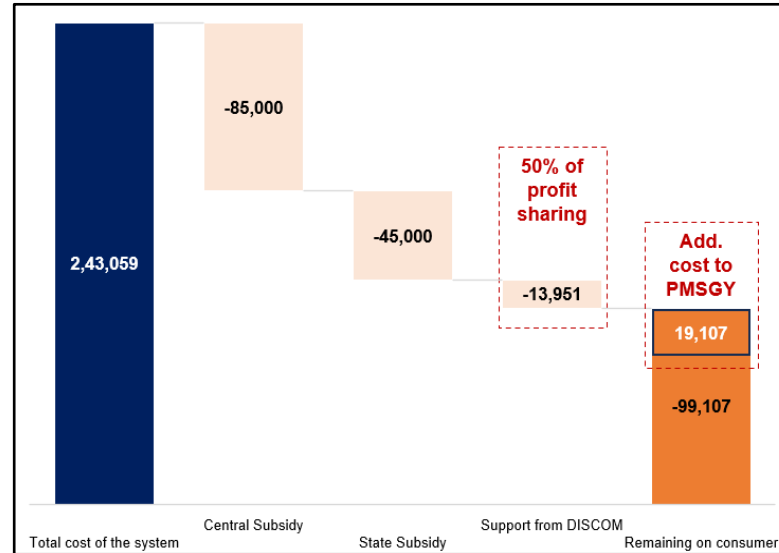 2,43,059
-85,000
-45,000
50% of
profit
sharing
-13,951
Add.
cost to
PMSGY
19,107
-99,107
Total cost of the system
Central Subsidy
State Subsidy
Support from DISCOM
Remaining on consumer